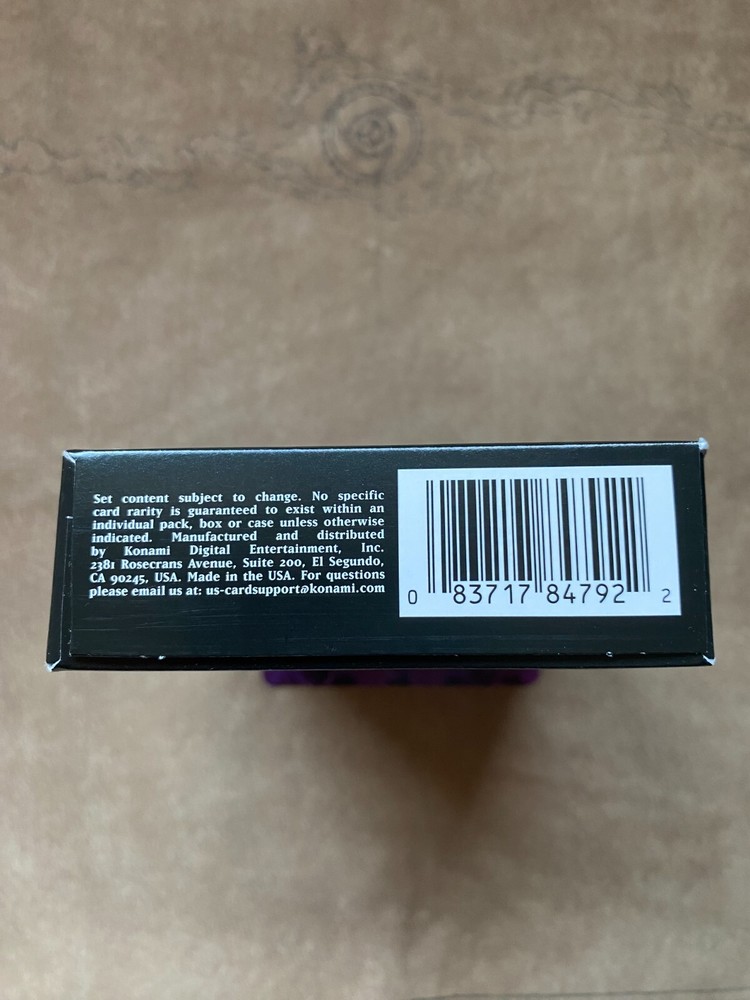 Set content subject to change. No specific
card rarity is guaranteed to exist within an
individual pack, box or case unless otherwise
indicated. Manufactured and distributed
by Konami Digital Entertainment, Inc.
2381 Rosecrans Avenue, Suite 200, El Segundo,
CA 90245, USA. Made in the USA. For questions
please email us at: us-cardsupport@konami.com
0 83717 84792 2